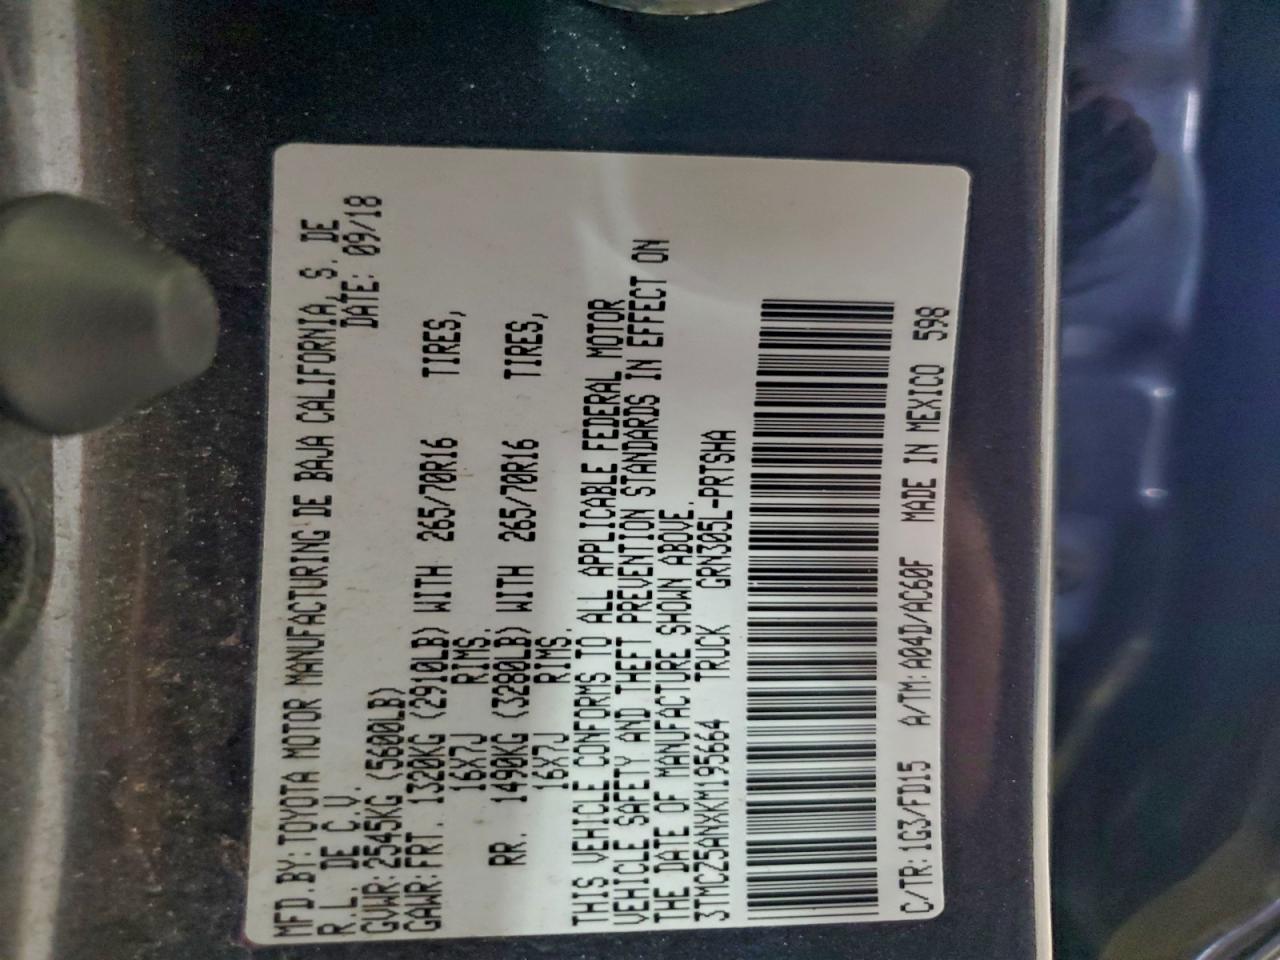 MFD.BY:TOYOTA MOTOR MANUFACTURING DE BAJA CALIFORNIA, S. DE
R.L. DE C.V. DATE: 09/18
GVWR:2545KG (5600LB)
GAWR:FRT. 1320KG (2910LB) WITH 265/70R16 TIRES,
16X7J RIMS,
RR. 1490KG (3280LB) WITH 265/70R16 TIRES,
16X7J RIMS,
THIS VEHICLE CONFORMS TO ALL APPLICABLE FEDERAL MOTOR
VEHICLE SAFETY AND THEFT PREVENTION STANDARDS IN EFFECT ON
THE DATE OF MANUFACTURE SHOWN ABOVE.
3TMCZ5ANXKM195664 TRUCK GRN305L-PRTSHA
C/TR:1G3/FD15 A/TM:A04D/AC60F MADE IN MEXICO 598